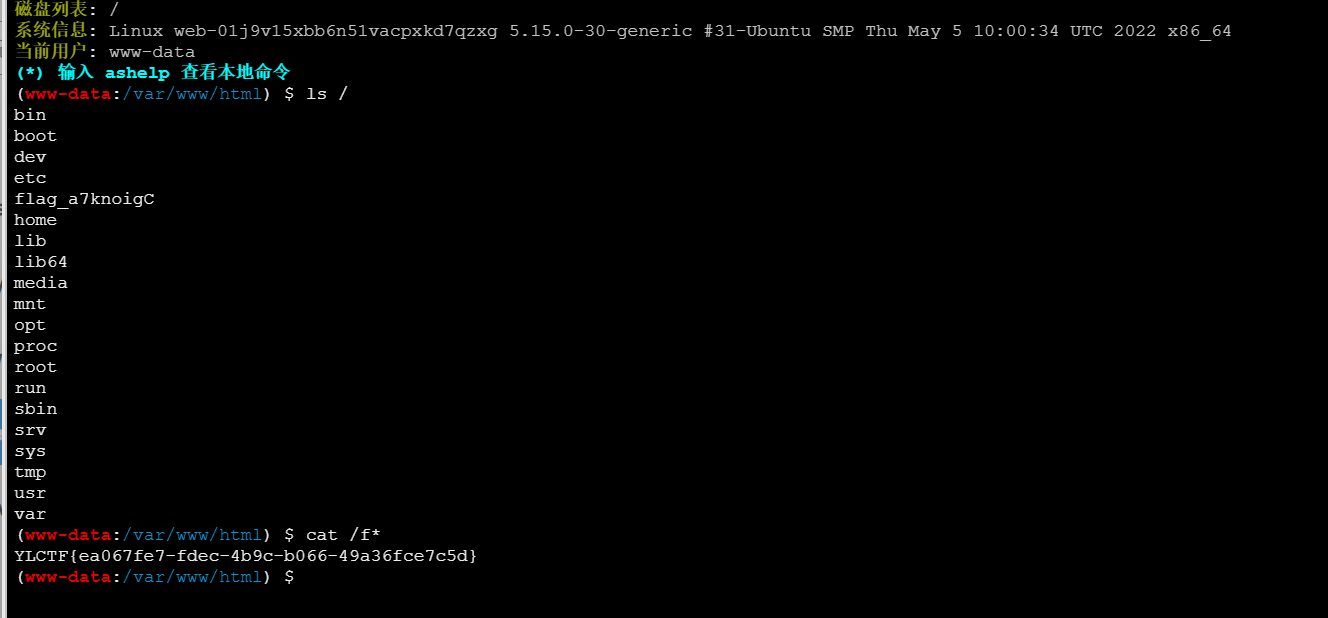 磁盘列表: /
系统信息: Linux web-01j9v15xbb6n51vacpxkd7qzxg 5.15.0-30-generic #31-Ubuntu SMP Thu May 5 10:00:34 UTC 2022 x86_64
当前用户: www-data
(*) 输入 ashelp 查看本地命令
(www-data:/var/www/html) $ ls /
bin
boot
dev
etc
flag_a7knoigC
home
lib
lib64
media
mnt
opt
proc
root
run
sbin
srv
sys
tmp
usr
var
(www-data:/var/www/html) $ cat /f*
YLCTF{ea067fe7-fdec-4b9c-b066-49a36fce7c5d}
(www-data:/var/www/html) $